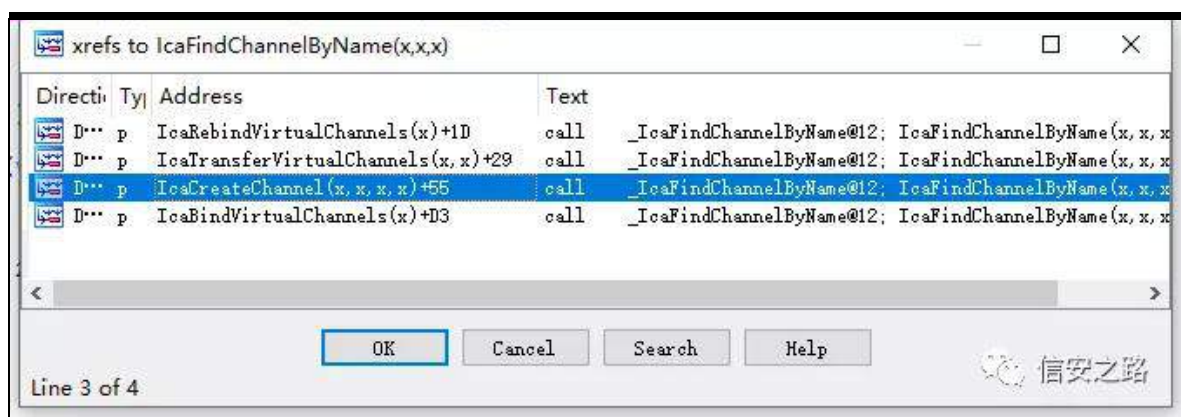 xrefs to IcaFindChannelByName(x,x,x)
Directi Ty Address Text
D... p IcaRebindVirtualChannels(x)+1D call _IcaFindChannelByName@12; IcaFindChannelByName(x,x,x
D... p IcaTransferVirtualChannels(x,x)+29 call _IcaFindChannelByName@12; IcaFindChannelByName(x,x,x
D... p IcaCreateChannel(x,x,x,x)+55 call _IcaFindChannelByName@12; IcaFindChannelByName(x,x,x
D... p IcaBindVirtualChannels(x)+D3 call _IcaFindChannelByName@12; IcaFindChannelByName(x,x,x
OK Cancel Search Help
信安之路
Line 3 of 4